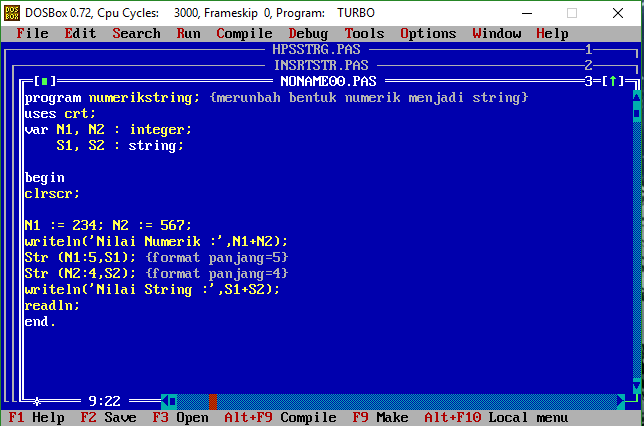 DOS BOX DOSBox 0.72, Cpu Cycles: 3000, Frameskip 0, Program: TURBO
File Edit Search Run Compile Debug Tools Options Window Help
HPSSTRG.PAS 1
INSRTSTR.PAS 2
[■] NONAME00.PAS 3=[↑]
program numerikstring; {merunbah bentuk numerik menjadi string}
uses crt;
var N1, N2 : integer;
S1, S2 : string;
begin
clrscr;
N1 := 234; N2 := 567;
writeln('Nilai Numerik :',N1+N2);
Str (N1:5,S1); {format panjang=5}
Str (N2:4,S2); {format panjang=4}
writeln('Nilai String :',S1+S2);
readln;
end.
9:22
F1 Help F2 Save F3 Open Alt+F9 Compile F9 Make Alt+F10 Local menu